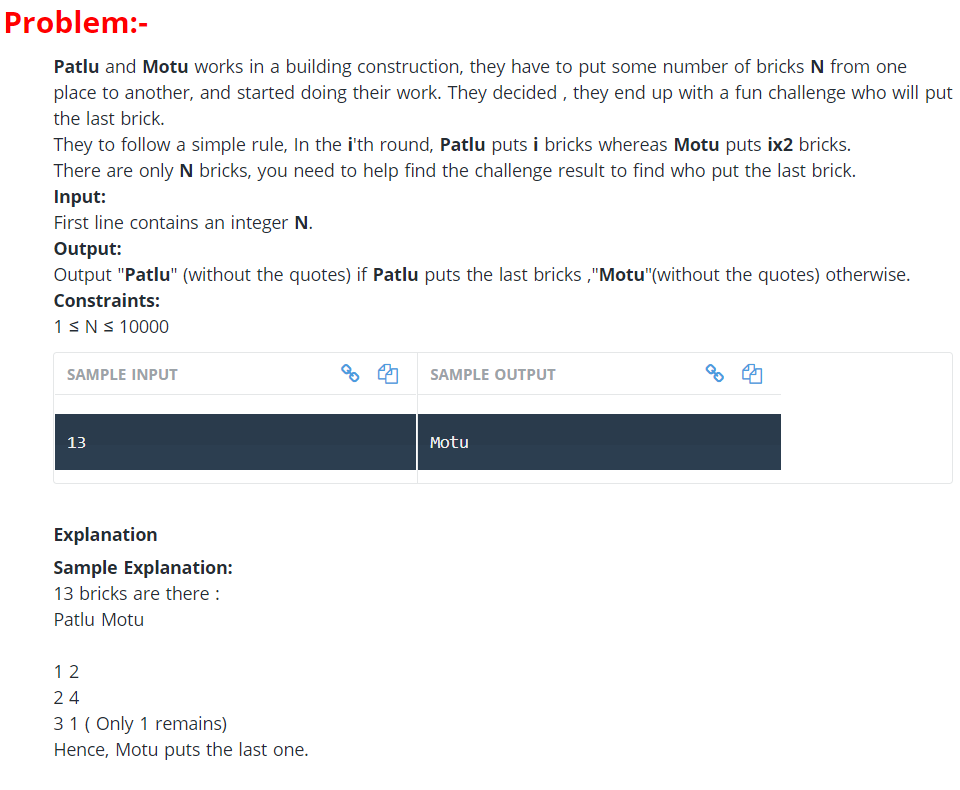 Problem:-
Patlu and Motu works in a building construction, they have to put some number of bricks N from one
place to another, and started doing their work. They decided , they end up with a fun challenge who will put
the last brick.
They to follow a simple rule, In the i'th round, Patlu puts i bricks whereas Motu puts ix2 bricks.
There are only N bricks, you need to help find the challenge result to find who put the last brick.
Input:
First line contains an integer N.
Output:
Output "Patlu" (without the quotes) if Patlu puts the last bricks ,"Motu"(without the quotes) otherwise.
Constraints:
1 ≤ N ≤ 10000
SAMPLE INPUT
SAMPLE OUTPUT
13
Motu
Explanation
Sample Explanation:
13 bricks are there :
Patlu Motu
1 2
2 4
3 1 ( Only 1 remains)
Hence, Motu puts the last one.